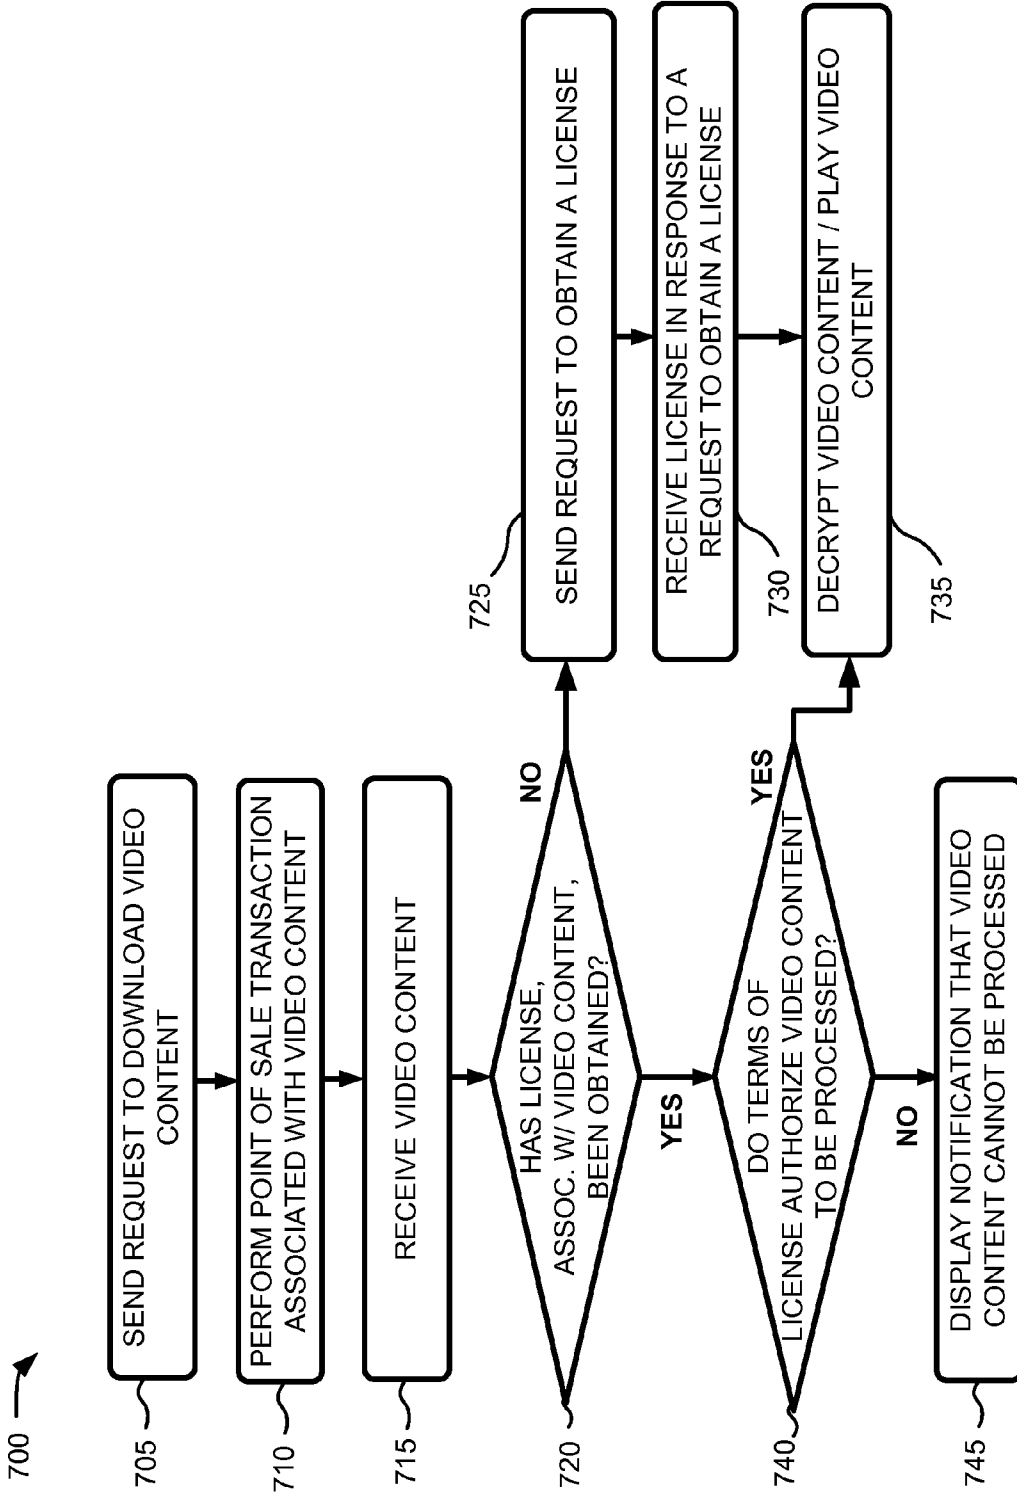 700
705
SEND REQUEST TO DOWNLOAD VIDEO
CONTENT
710
PERFORM POINT OF SALE TRANSACTION
ASSOCIATED WITH VIDEO CONTENT
715
RECEIVE VIDEO CONTENT
720
HAS LICENSE,
ASSOC. W/ VIDEO CONTENT,
BEEN OBTAINED?
NO
YES
725
SEND REQUEST TO OBTAIN A LICENSE
730
RECEIVE LICENSE IN RESPONSE TO A
REQUEST TO OBTAIN A LICENSE
740
DO TERMS OF
LICENSE AUTHORIZE VIDEO CONTENT
TO BE PROCESSED?
YES
NO
735
DECRYPT VIDEO CONTENT / PLAY VIDEO
CONTENT
745
DISPLAY NOTIFICATION THAT VIDEO
CONTENT CANNOT BE PROCESSED